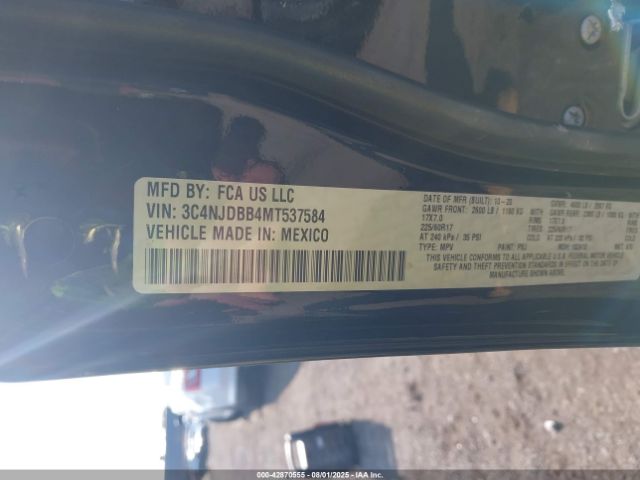 MFD BY: FCA US LLC
VIN: 3C4NJDBB4MT537584
VEHICLE MADE IN: MEXICO
DATE OF MFR (BUILT) 10-20
GAWR FRONT: 2600 LB / 1180 KG
17X7.0
225/60R17
AT 240 kPa / 35 PSI
TYPE: MPV
THIS VEHICLE CONFORMS TO ALL APPLICABLE U.S.A. FEDERAL MOTOR VEHICLE
SAFETY AND THEFT PREVENTION STANDARDS IN EFFECT ON THE DATE OF
MANUFACTURE SHOWN ABOVE.
000-42870555 | 08/01/2025 | IAAI.COM